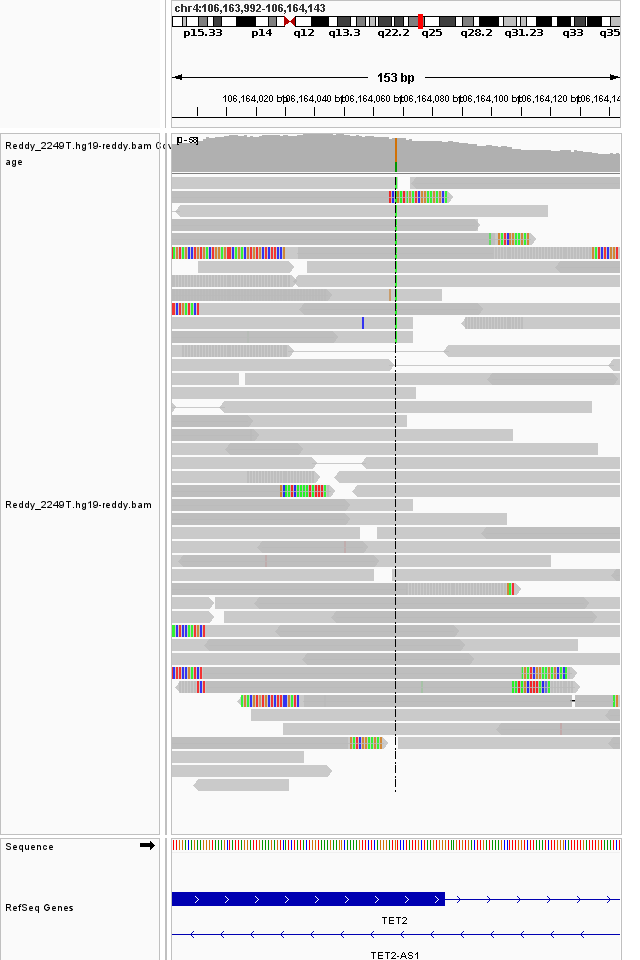 chr4:106,163,992-106,164,143
p15.33 p14 q12 q13.3 q22.2 q25 q28.2 q31.23 q33 q35
153 bp
106,164,020 bp 106,164,040 bp 106,164,060 bp 106,164,080 bp 106,164,100 bp 106,164,120 bp 106,164,14
Reddy_2249T.hg19-reddy.bam Cov
age
Reddy_2249T.hg19-reddy.bam
Sequence
RefSeq Genes
TET2
TET2-AS1